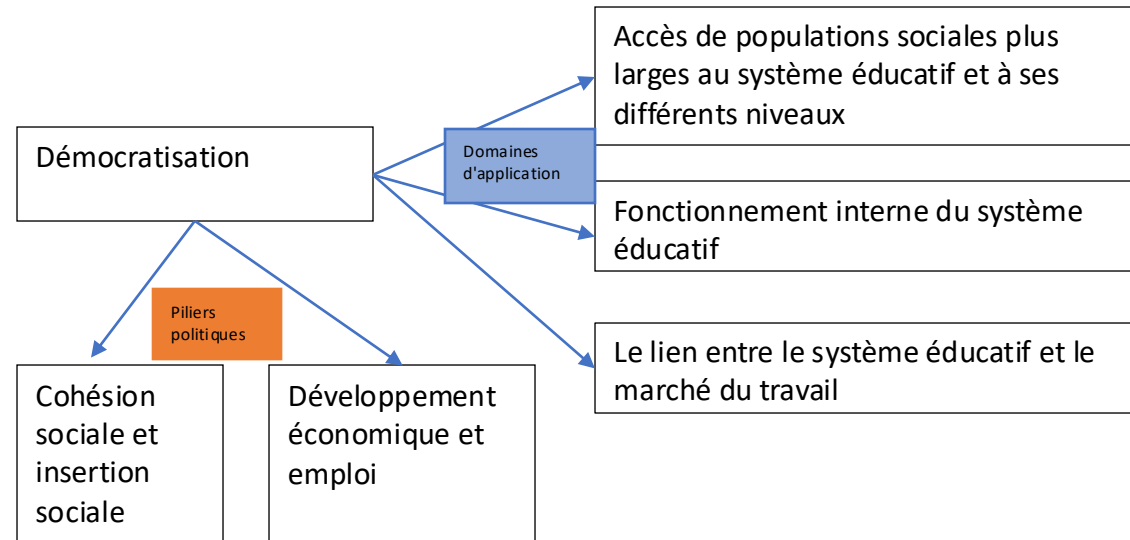 Accès de populations sociales plus
larges au système éducatif et à ses
différents niveaux
Démocratisation
Domaines
d'application
Fonctionnement interne du système
éducatif
Piliers
politiques
Le lien entre le système éducatif et le
marché du travail
Cohésion
sociale et
insertion
sociale
Développement
économique et
emploi